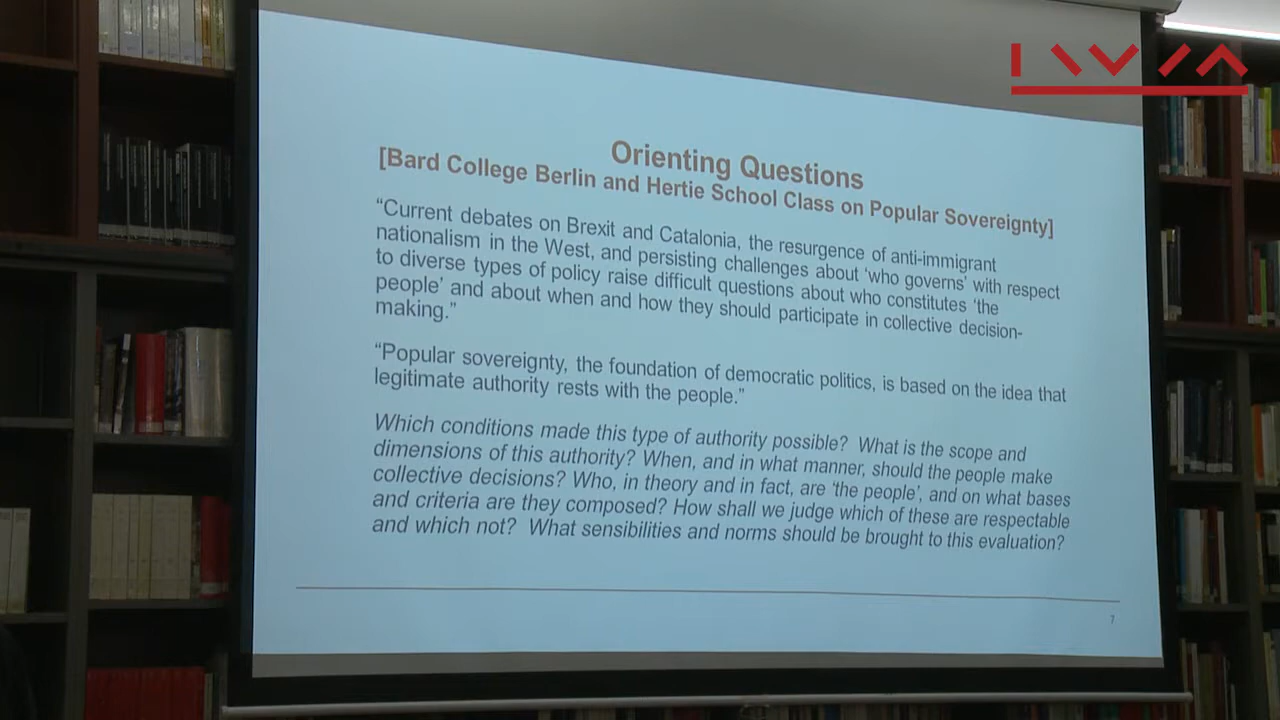 Orienting Questions
[Bard College Berlin and Hertie School Class on Popular Sovereignty]
“Current debates on Brexit and Catalonia, the resurgence of anti-immigrant
nationalism in the West, and persisting challenges about ‘who governs’ with respect
to diverse types of policy raise difficult questions about who constitutes ‘the
people’ and about when and how they should participate in collective decision-
making.”
“Popular sovereignty, the foundation of democratic politics, is based on the idea that
legitimate authority rests with the people.”
Which conditions made this type of authority possible? What is the scope and
dimensions of this authority? When, and in what manner, should the people make
collective decisions? Who, in theory and in fact, are ‘the people’, and on what bases
and criteria are they composed? How shall we judge which of these are respectable
and which not? What sensibilities and norms should be brought to this evaluation?
7